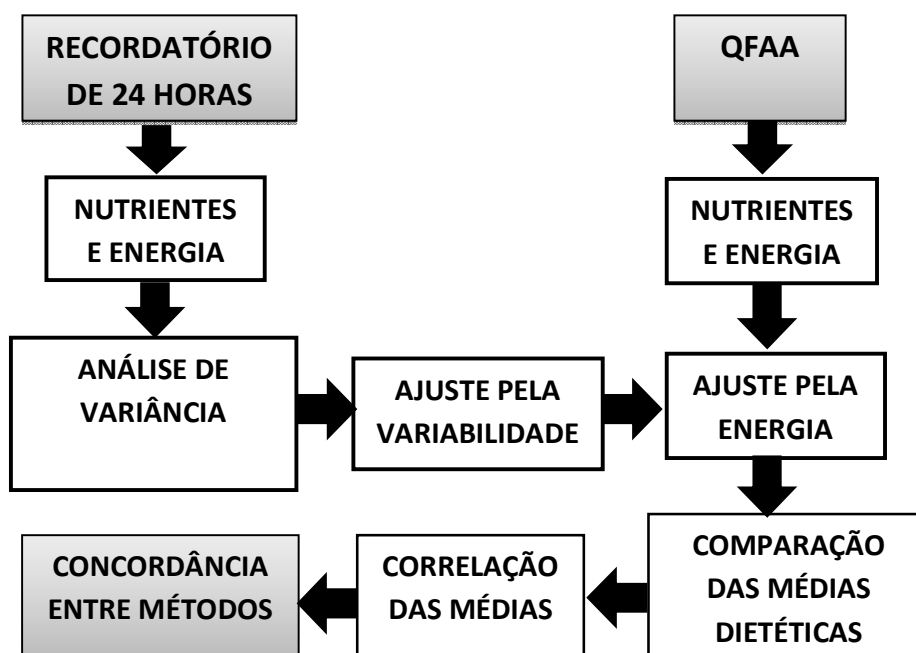 RECORDATÓRIO
DE 24 HORAS
QFAA
NUTRIENTES
E ENERGIA
NUTRIENTES
E ENERGIA
ANÁLISE DE
VARIÂNCIA
AJUSTE PELA
VARIABILIDADE
AJUSTE PELA
ENERGIA
COMPARAÇÃO
DAS MÉDIAS
DIETÉTICAS
CORRELAÇÃO
DAS MÉDIAS
CONCORDÂNCIA
ENTRE MÉTODOS